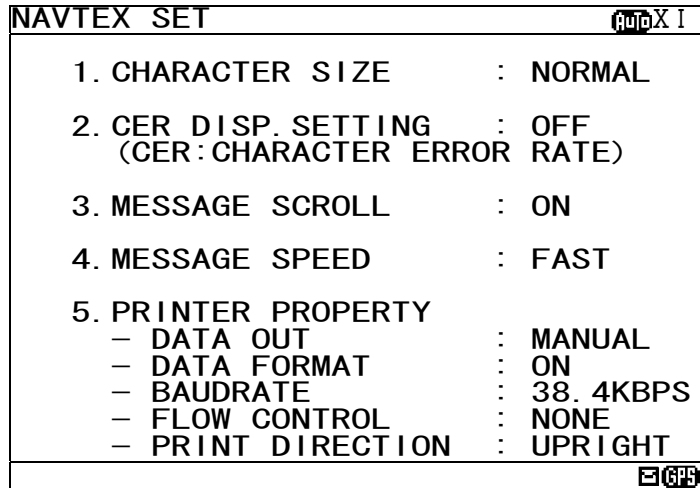 NAVTEX SET Auto X I
1. CHARACTER SIZE : NORMAL
2. CER DISP. SETTING : OFF
(CER:CHARACTER ERROR RATE)
3. MESSAGE SCROLL : ON
4. MESSAGE SPEED : FAST
5. PRINTER PROPERTY
– DATA OUT : MANUAL
– DATA FORMAT : ON
– BAUDRATE : 38.4KBPS
– FLOW CONTROL : NONE
– PRINT DIRECTION : UPRIGHT
GPS